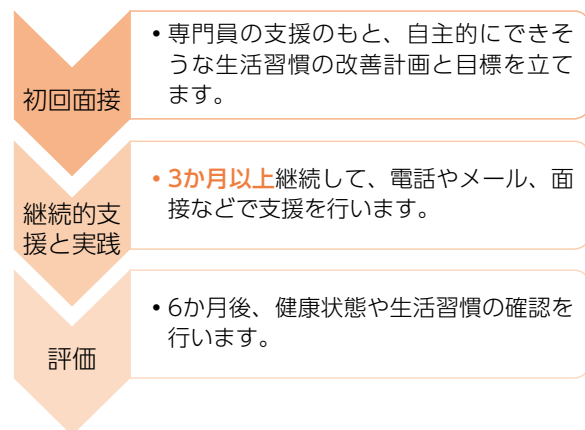 初回面接
•専門員の支援のもと、自主的にできそ
うな生活習慣の改善計画と目標を立て
ます。
継続的支
援と実践
•3か月以上継続して、電話やメール、面
接などで支援を行います。
評価
•6か月後、健康状態や生活習慣の確認を
行います。